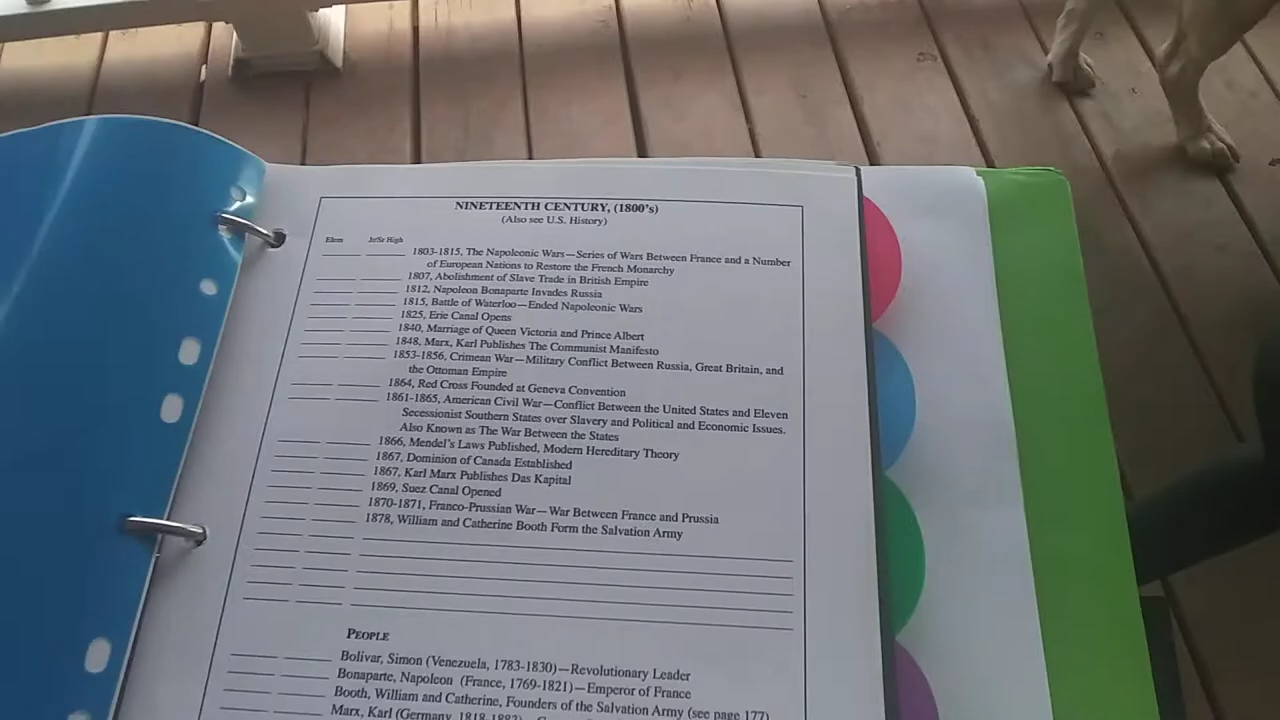 NINETEENTH CENTURY, (1800's)
(Also see U.S. History)
Elem Jr/Sr High
1803-1815, The Napoleonic Wars—Series of Wars Between France and a Number
of European Nations to Restore the French Monarchy
1807, Abolishment of Slave Trade in British Empire
1812, Napoleon Bonaparte Invades Russia
1815, Battle of Waterloo—Ended Napoleonic Wars
1825, Erie Canal Opens
1840, Marriage of Queen Victoria and Prince Albert
1848, Marx, Karl Publishes The Communist Manifesto
1853-1856, Crimean War—Military Conflict Between Russia, Great Britain, and
the Ottoman Empire
1864, Red Cross Founded at Geneva Convention
1861-1865, American Civil War—Conflict Between the United States and Eleven
Secessionist Southern States over Slavery and Political and Economic Issues.
Also Known as The War Between the States
1866, Mendel's Laws Published, Modern Hereditary Theory
1867, Dominion of Canada Established
1867, Karl Marx Publishes Das Kapital
1869, Suez Canal Opened
1870-1871, Franco-Prussian War—War Between France and Prussia
1878, William and Catherine Booth Form the Salvation Army
PEOPLE
Bolivar, Simon (Venezuela, 1783-1830)—Revolutionary Leader
Bonaparte, Napoleon (France, 1769-1821)—Emperor of France
Booth, William and Catherine, Founders of the Salvation Army (see page 177)
Marx, Karl (Germany, 1818-1883)